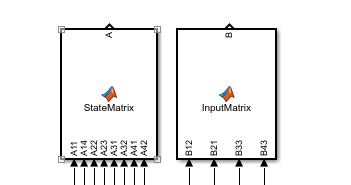 A
B
StateMatrix
InputMatrix
A11
A14
A22
A23
A31
A32
A41
A42
B12
B21
B33
B43